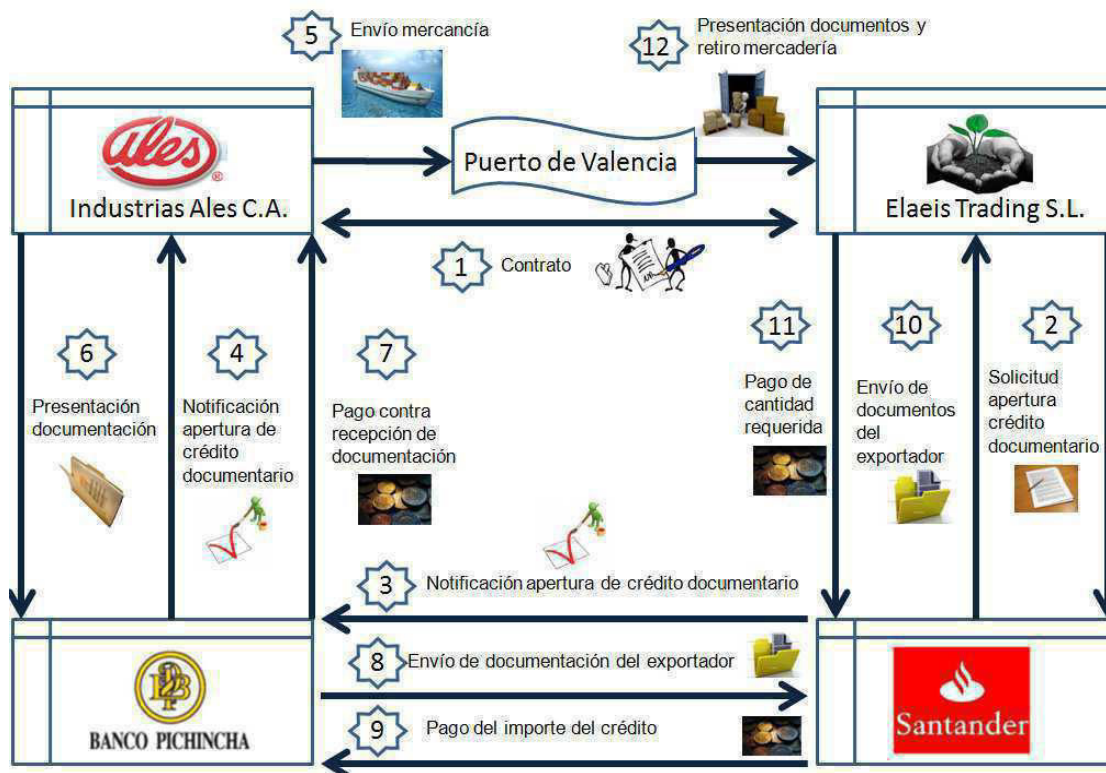 5
Envío mercancía
12
Presentación documentos y
retiro mercadería
ales
®
Industrias Ales C.A.
Puerto de Valencia
Elaeis Trading S.L.
1
Contrato
6
Presentación
documentación
4
Notificación
apertura de
crédito
documentario
7
Pago contra
recepción de
documentación
11
Pago de
cantidad
requerida
10
Envío de
documentos
del
exportador
2
Solicitud
apertura
crédito
documentario
3
Notificación apertura de crédito documentario
8
Envío de documentación del exportador
9
Pago del importe del crédito
BANCO PICHINCHA
Santander